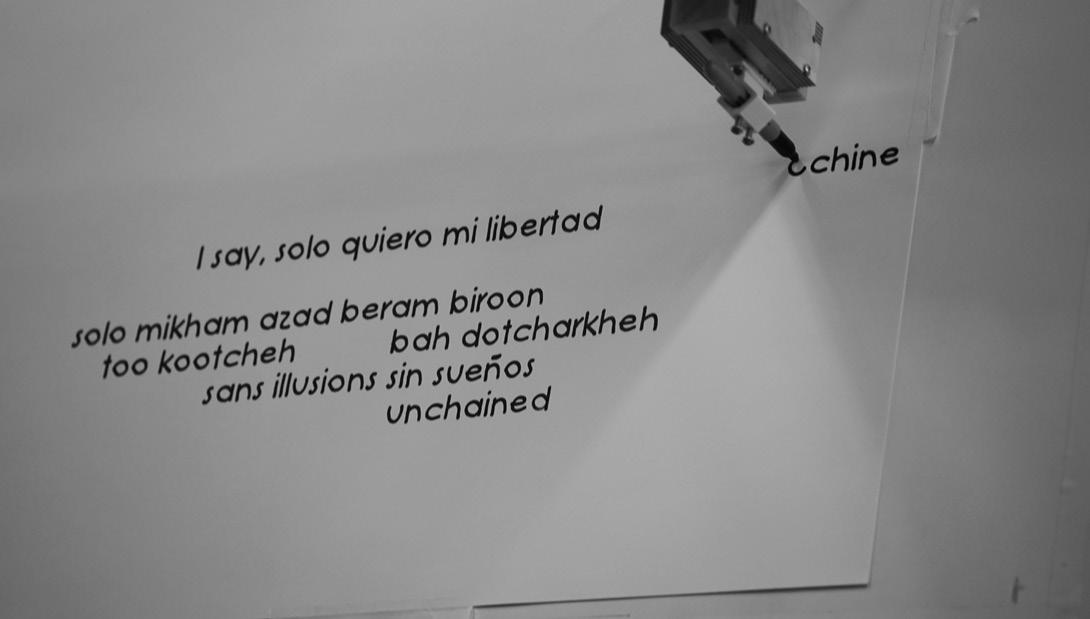 chine
I say, solo quiero mi libertad
solo mikham azad beram biroon
too kootcheh bah dotcharkheh
sans illusions sin sueños
unchained